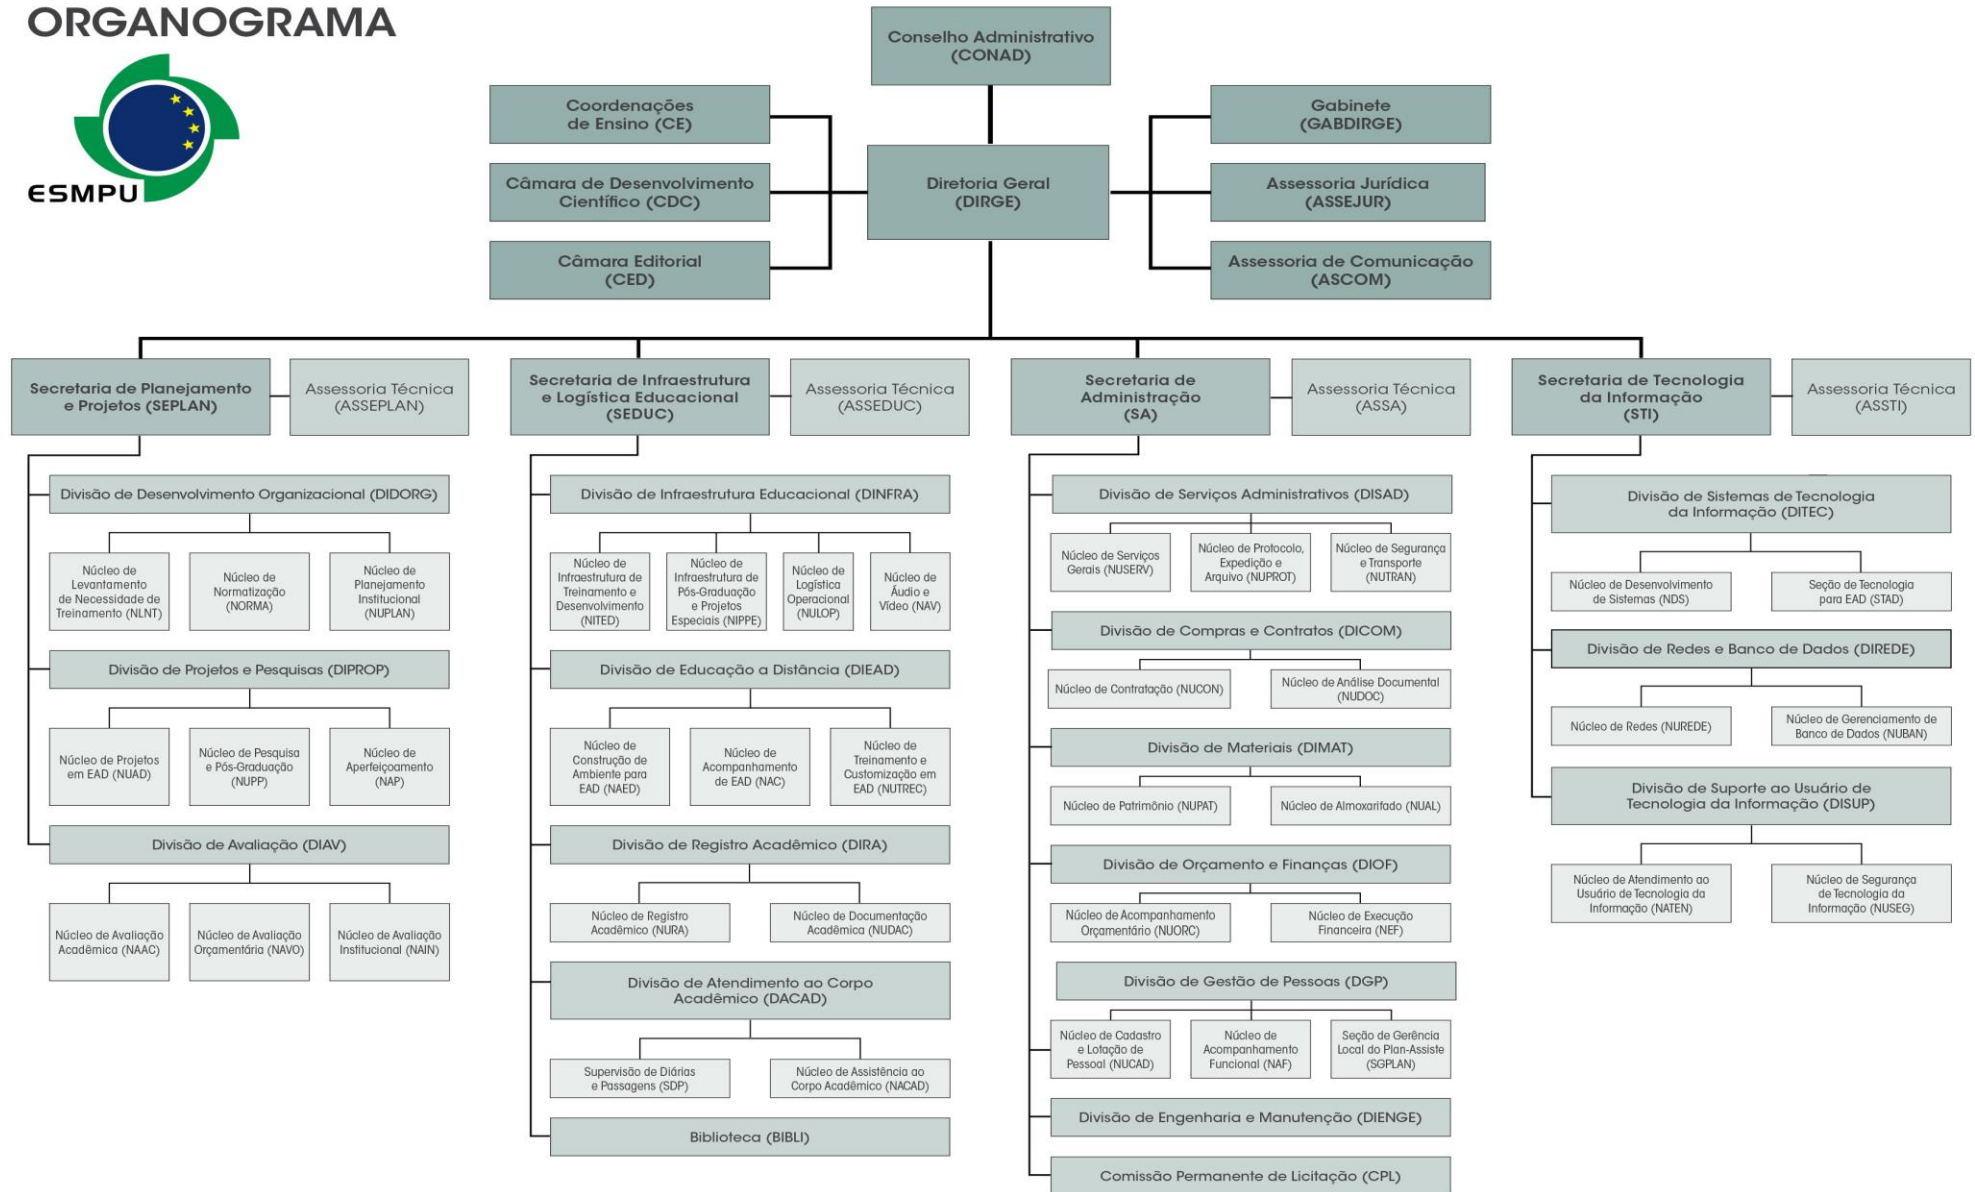 ORGANOGRAMA
ESMPU
Conselho Administrativo
(CONAD)
Coordenações
de Ensino (CE)
Câmara de Desenvolvimento
Científico (CDC)
Câmara Editorial
(CED)
Diretoria Geral
(DIRGE)
Gabinete
(GABDIRGE)
Assessoria Jurídica
(ASSEJUR)
Assessoria de Comunicação
(ASCOM)
Secretaria de Planejamento
e Projetos (SEPLAN)
Assessoria Técnica
(ASSEPLAN)
Divisão de Desenvolvimento Organizacional (DIDORG)
Núcleo de
Levantamento
de Necessidade de
Treinamento (NLNT)
Núcleo de
Normatização
(NORMA)
Núcleo de
Planejamento
Institucional
(NUPLAN)
Divisão de Projetos e Pesquisas (DIPROP)
Núcleo de Projetos
em EAD (NUAD)
Núcleo de Pesquisa
e Pós-Graduação
(NUPP)
Núcleo de
Aperfeiçoamento
(NAP)
Divisão de Avaliação (DIAV)
Núcleo de Avaliação
Acadêmica (NAAC)
Núcleo de Avaliação
Orçamentária (NAVO)
Núcleo de Avaliação
Institucional (NAIN)
Secretaria de Infraestrutura
e Logística Educacional
(SEDUC)
Assessoria Técnica
(ASSEDUC)
Divisão de Infraestrutura Educacional (DINFRA)
Núcleo de
Infraestrutura de
Treinamento e
Desenvolvimento
(NITED)
Núcleo de
Infraestrutura de
Pós-Graduação
e Projetos
Especiais (NIPPE)
Núcleo de
Logística
Operacional
(NULOP)
Núcleo de
Áudio e
Vídeo (NAV)
Divisão de Educação a Distância (DIEAD)
Núcleo de
Construção de
Ambiente para
EAD (NAED)
Núcleo de
Acompanhamento
de EAD (NAC)
Núcleo de
Treinamento e
Customização em
EAD (NUTREC)
Divisão de Registro Acadêmico (DIRA)
Núcleo de Registro
Acadêmico (NURA)
Núcleo de Documentação
Acadêmica (NUDAC)
Divisão de Atendimento ao Corpo
Acadêmico (DACAD)
Supervisão de Diárias
e Passagens (SDP)
Núcleo de Assistência ao
Corpo Acadêmico (NACAD)
Biblioteca (BIBLI)
Secretaria de
Administração
(SA)
Assessoria Técnica
(ASSA)
Divisão de Serviços Administrativos (DISAD)
Núcleo de Serviços
Gerais (NUSERV)
Núcleo de Protocolo,
Expedição e
Arquivo (NUPROT)
Núcleo de Segurança
e Transporte
(NUTRAN)
Divisão de Compras e Contratos (DICOM)
Núcleo de Contratação (NUCON)
Núcleo de Análise Documental
(NUDOC)
Divisão de Materiais (DIMAT)
Núcleo de Patrimônio (NUPAT)
Núcleo de Almoxarifado (NUAL)
Divisão de Orçamento e Finanças (DIOF)
Núcleo de Acompanhamento
Orçamentário (NUORC)
Núcleo de Execução
Financeira (NEF)
Divisão de Gestão de Pessoas (DGP)
Núcleo de Cadastro
e Lotação de
Pessoal (NUCAD)
Núcleo de
Acompanhamento
Funcional (NAF)
Seção de Gerência
Local do Plan-Assiste
(SGPLAN)
Divisão de Engenharia e Manutenção (DIENGE)
Comissão Permanente de Licitação (CPL)
Secretaria de Tecnologia
da Informação
(STI)
Assessoria Técnica
(ASSTI)
Divisão de Sistemas de Tecnologia
da Informação (DITEC)
Núcleo de Desenvolvimento
de Sistemas (NDS)
Seção de Tecnologia
para EAD (STAD)
Divisão de Redes e Banco de Dados (DIREDE)
Núcleo de Redes (NUREDE)
Núcleo de Gerenciamento de
Banco de Dados (NUBAN)
Divisão de Suporte ao Usuário de
Tecnologia da Informação (DISUP)
Núcleo de Atendimento ao
Usuário de Tecnologia da
Informação (NATEN)
Núcleo de Segurança
de Tecnologia da
Informação (NUSEG)